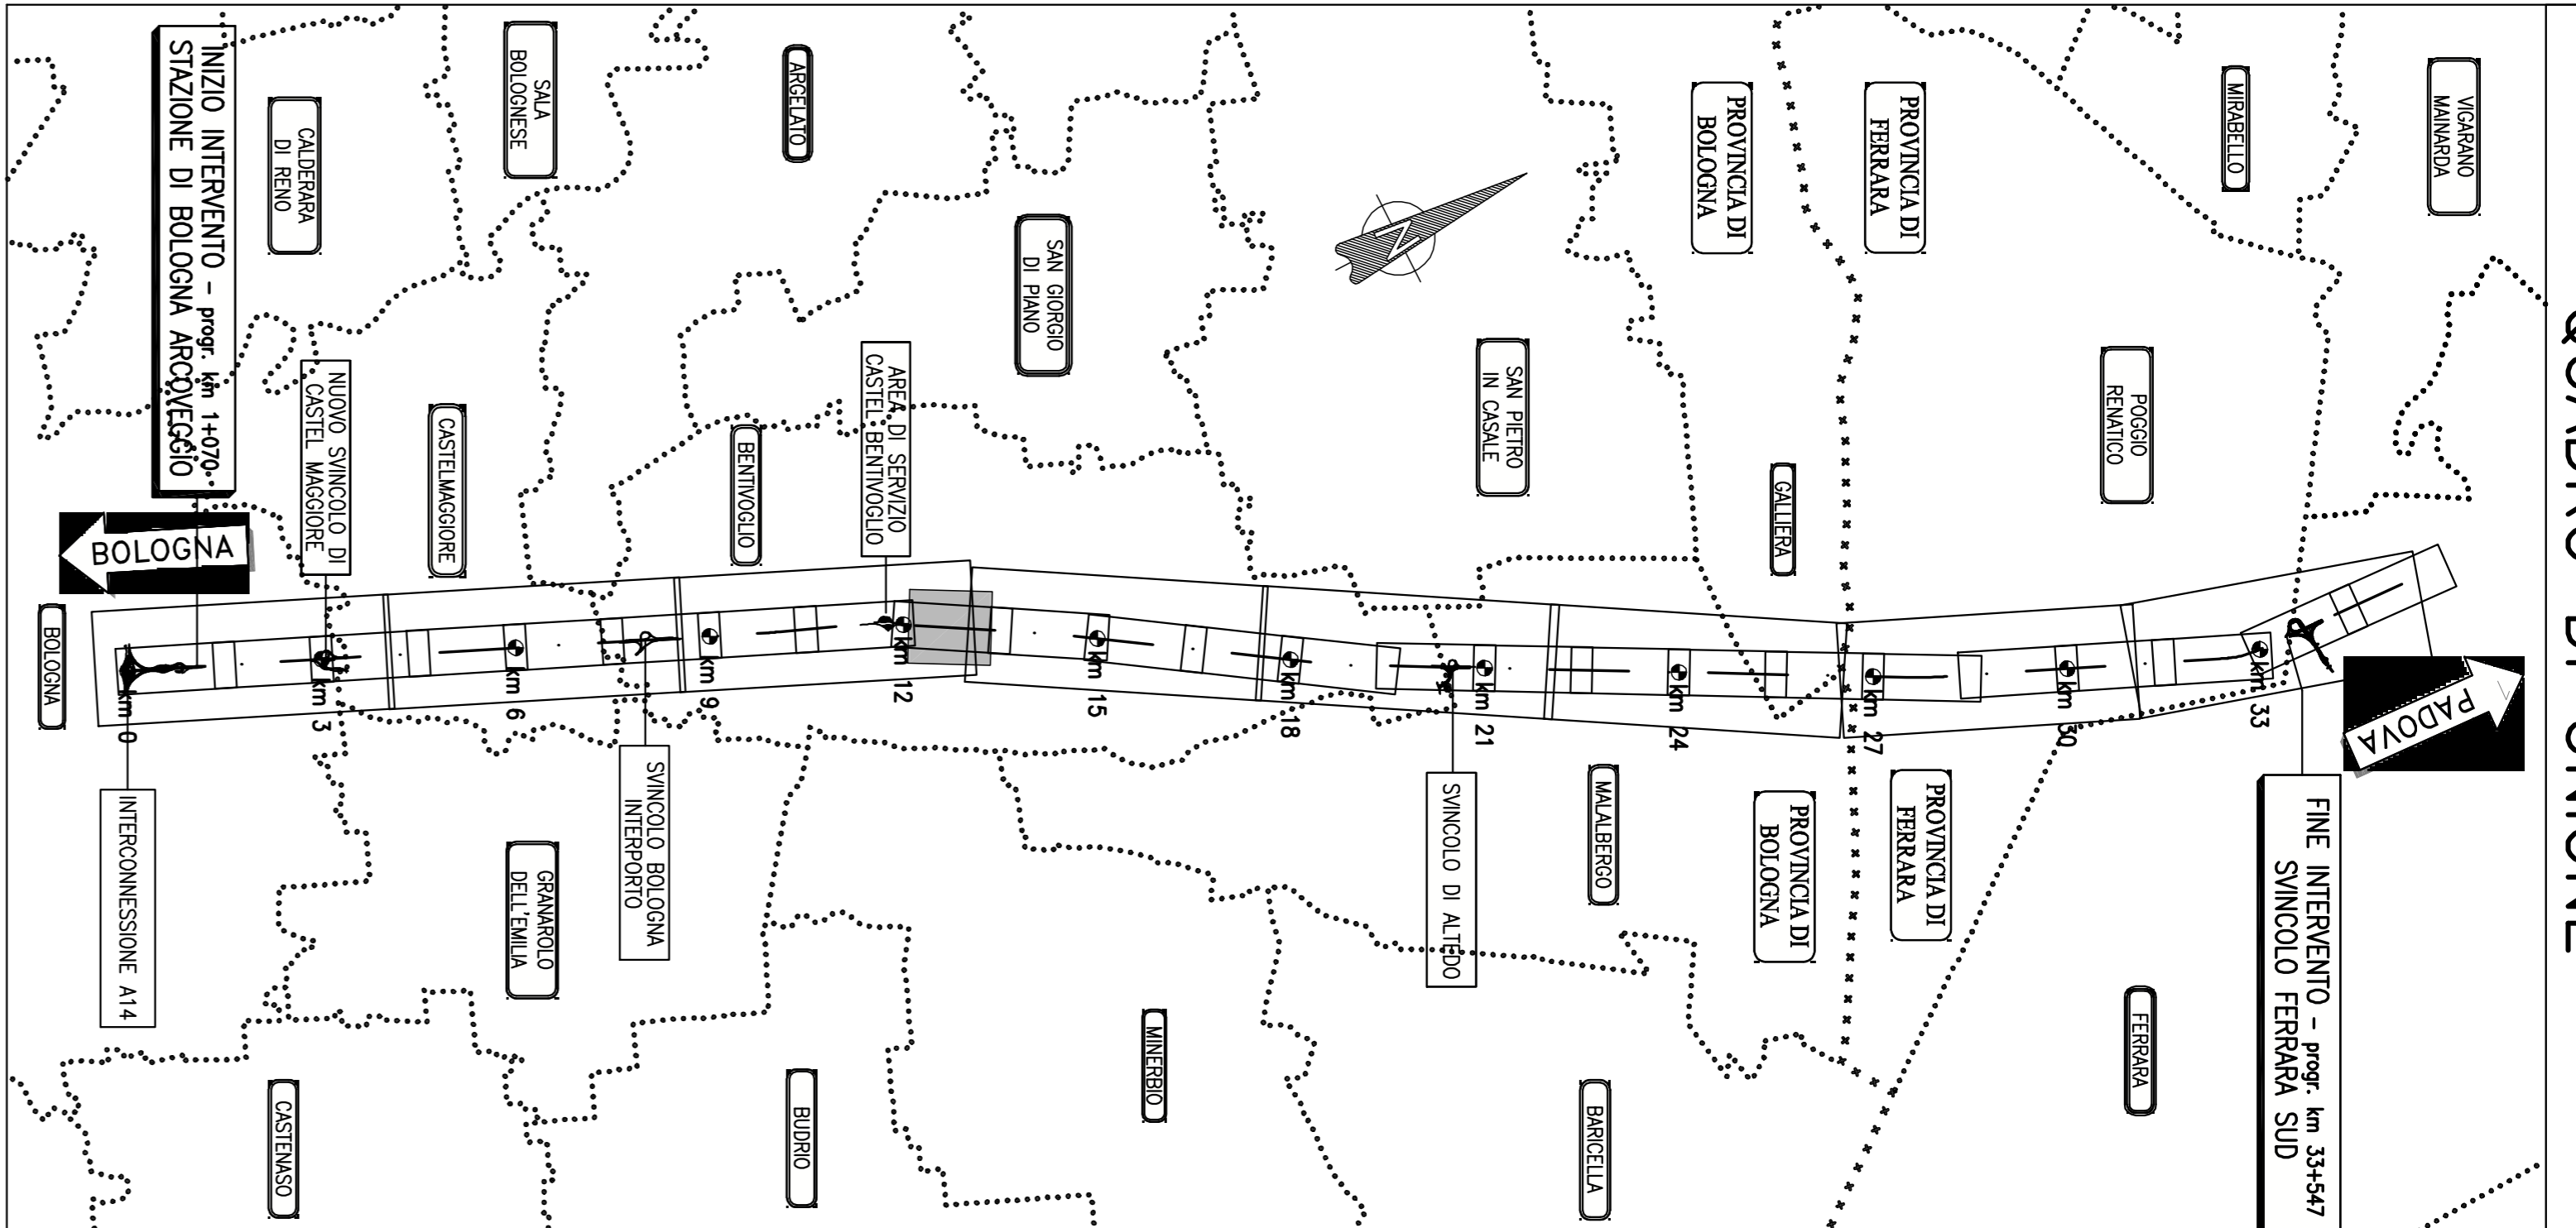 QUADRO DI UNIONE
VIGARANO
MAINARDA
MIRABELLO
PROVINCIA DI
FERRARA
PROVINCIA DI
BOLOGNA
ARGELATO
SALA
BOLOGNESE
CALDERARA
DI RENO
INIZIO INTERVENTO - progr. km 1+070
STAZIONE DI BOLOGNA ARCOVEGGIO
N
SAN GIORGIO
DI PIANO
SAN PIETRO
IN CASALE
POGGIO
RENATICO
GALLIERA
AREA DI SERVIZIO
CASTEL BENTIVOGLIO
BENTIVOGLIO
CASTELMAGGIORE
NUOVO SVINCOLO DI
CASTEL MAGGIORE
BOLOGNA
BOLOGNA
km 0
km 3
km 6
km 9
km 12
km 15
km 18
km 21
km 24
km 27
km 30
km 33
PADOVA
INTERCONNESSIONE A14
SVINCOLO BOLOGNA
INTERPORTO
GRANAROLO
DELL'EMILIA
SVINCOLO DI ALTEDO
MALALBERGO
PROVINCIA DI
BOLOGNA
PROVINCIA DI
FERRARA
FINE INTERVENTO - progr. km 33+547
SVINCOLO FERRARA SUD
FERRARA
MINERBIO
BARICELLA
BUDRIO
CASTENASO